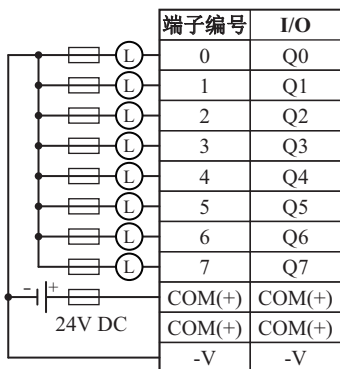 端子编号 I/O
L 0 Q0
L 1 Q1
L 2 Q2
L 3 Q3
L 4 Q4
L 5 Q5
L 6 Q6
L 7 Q7
- + COM(+) COM(+)
24V DC COM(+) COM(+)
-V -V